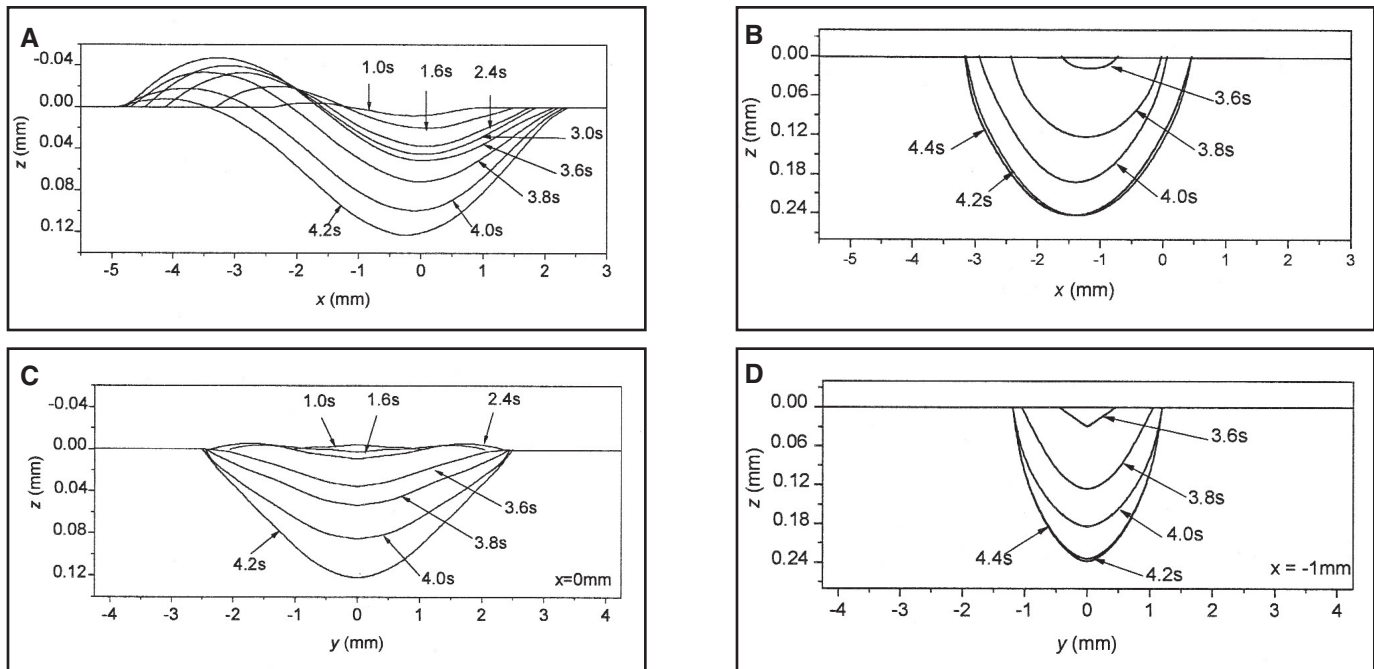 A
-0.04
0.00
0.04
0.08
0.12
z (mm)
1.0s
1.6s
2.4s
3.0s
3.6s
3.8s
4.0s
4.2s
-5 -4 -3 -2 -1 0 1 2 3
x (mm)
B
0.00
0.06
0.12
0.18
0.24
z (mm)
3.6s
3.8s
4.4s
4.0s
4.2s
-5 -4 -3 -2 -1 0 1 2 3
x (mm)
C
-0.04
0.00
0.04
0.08
0.12
z (mm)
1.0s
1.6s
2.4s
3.6s
3.8s
4.2s
4.0s
x=0mm
-4 -3 -2 -1 0 1 2 3 4
y (mm)
D
0.00
0.06
0.12
0.18
0.24
z (mm)
3.6s
3.8s
4.0s
4.4s
4.2s
x = -1mm
-4 -3 -2 -1 0 1 2 3 4
y (mm)